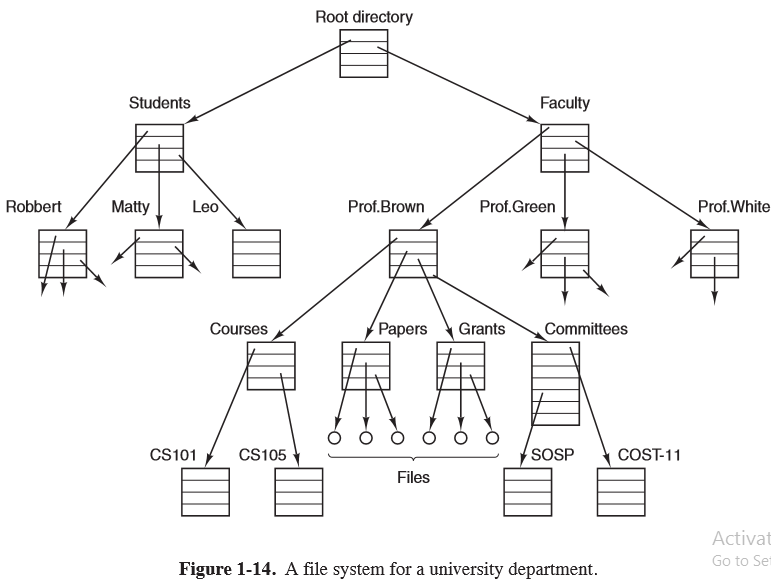 Root directory
Students Faculty
Robbert Matty Leo Prof.Brown Prof.Green Prof.White
Courses Papers Grants Committees
CS101 CS105 SOSP COST-11
Files
Activat
Go to Set
Figure 1-14. A file system for a university department.